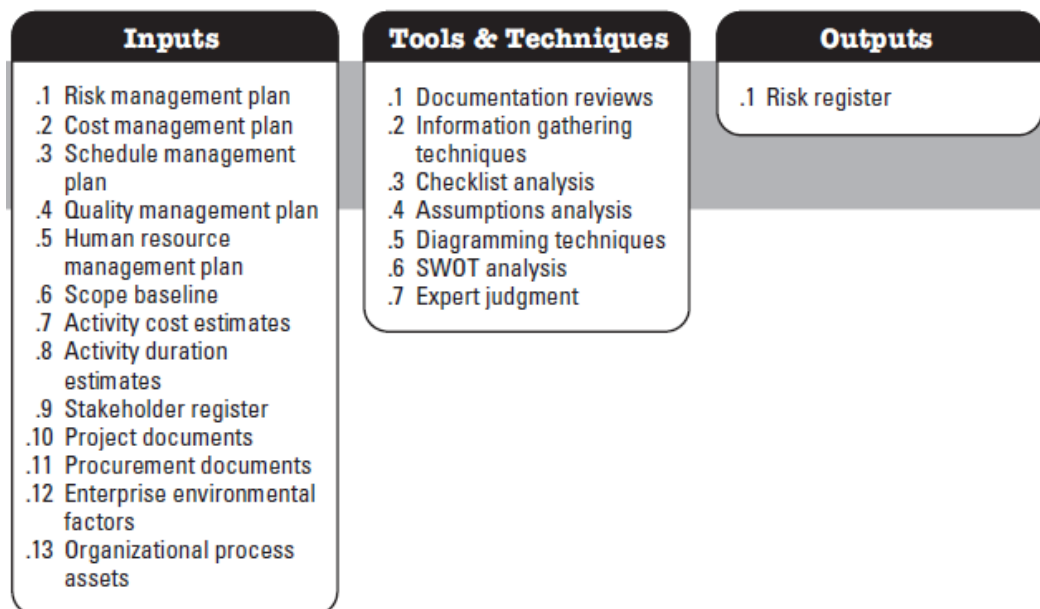 Inputs
.1 Risk management plan
.2 Cost management plan
.3 Schedule management
plan
.4 Quality management plan
.5 Human resource
management plan
.6 Scope baseline
.7 Activity cost estimates
.8 Activity duration
estimates
.9 Stakeholder register
.10 Project documents
.11 Procurement documents
.12 Enterprise environmental
factors
.13 Organizational process
assets
Tools & Techniques
.1 Documentation reviews
.2 Information gathering
techniques
.3 Checklist analysis
.4 Assumptions analysis
.5 Diagramming techniques
.6 SWOT analysis
.7 Expert judgment
Outputs
.1 Risk register